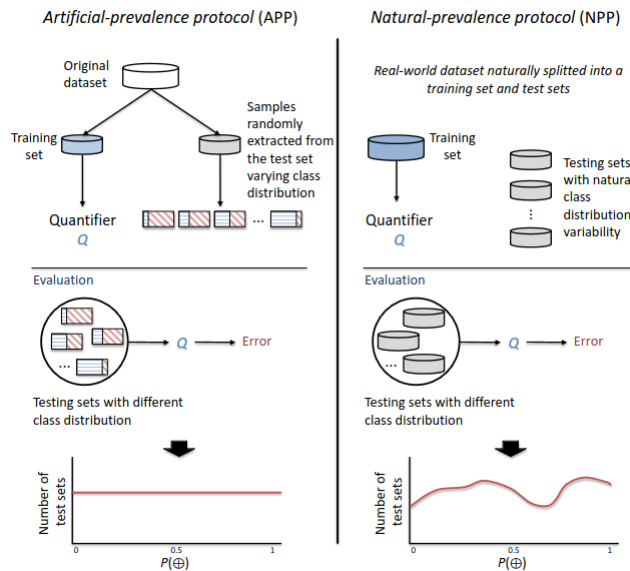 Artificial-prevalence protocol (APP)
Original
dataset
Training
set
Samples
randomly
extracted from
the test set
varying class
distribution
Quantifier
Q
...
Evaluation
...
Q
Error
Testing sets with different
class distribution
Number of
test sets
0
0.5
1
P(⊕)
Natural-prevalence protocol (NPP)
Real-world dataset naturally splitted into a
training set and test sets
Training
set
Testing sets
with natural
class
distribution
variability
...
Quantifier
Q
Evaluation
...
Q
Error
Testing sets with different
class distribution
Number of
test sets
0
0.5
1
P(⊕)